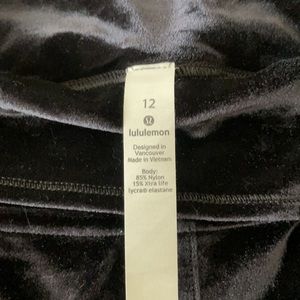 12
lululemon
Designed in
Vancouver
Made in Vietnam
Body:
85% Nylon
15% Xtra life
lycra® elastane